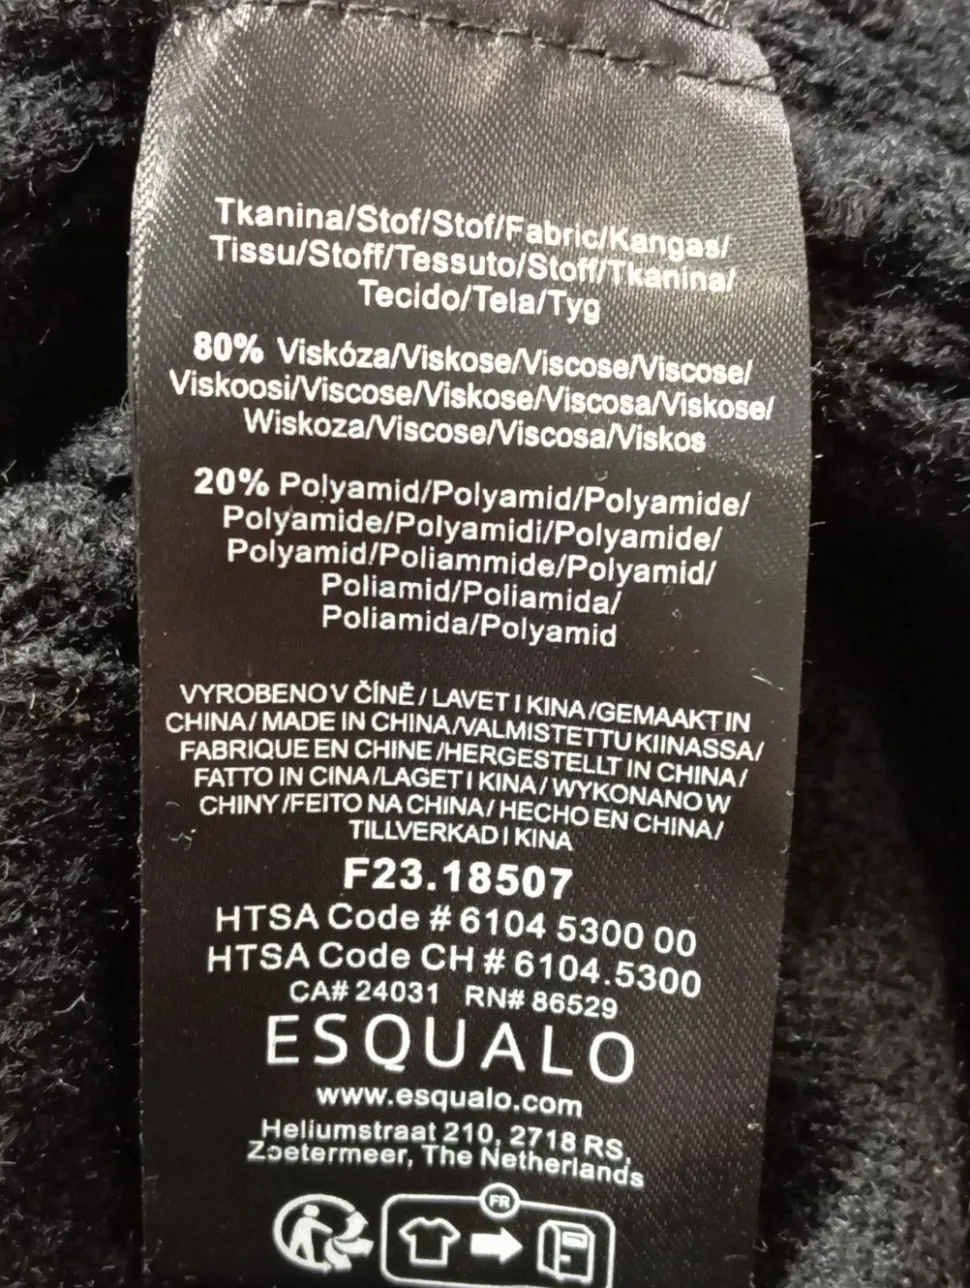 Tkanina/Stof/Stof/Fabric/Kangas/
Tissu/Stoff/Tessuto/Stoff/Tkanina/
Tecido/Tela/Tyg
80% Viskóza/Viskose/Viscose/Viscose/
Viskoosi/Viscose/Viskose/Viscosa/Viskose/
Wiskoza/Viscose/Viscosa/Viskos
20% Polyamid/Polyamid/Polyamide/
Polyamide/Polyamidi/Polyamide/
Polyamid/Poliammide/Polyamid/
Poliamid/Poliamida/
Poliamida/Polyamid
VYROBENO V ČÍNĚ / LAVET I KINA /GEMAAKT IN
CHINA / MADE IN CHINA/VALMISTETTU KIINASSA/
FABRIQUE EN CHINE /HERGESTELLT IN CHINA /
FATTO IN CINA /LAGET I KINA / WYKONANO W
CHINY /FEITO NA CHINA / HECHO EN CHINA /
TILLVERKAD I KINA
F23.18507
HTSA Code # 6104 5300 00
HTSA Code CH # 6104.5300
CA# 24031 RN# 86529
ESQUALO
www.esqualo.com
Heliumstraat 210, 2718 RS,
Zoetermeer, The Netherlands
FR